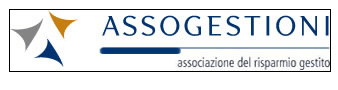 ASSOGESTIONI
associazione del risparmio gestito